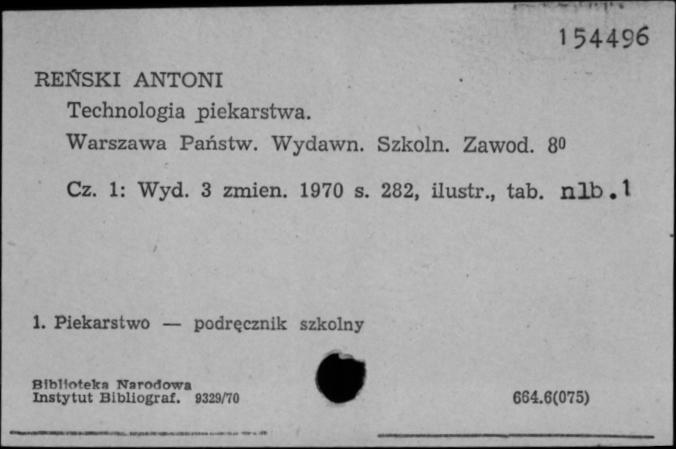 154496
REŃSKI ANTONI
Technologia piekarstwa.
Warszawa Państw. Wydawn. Szkoln. Zawod. 8⁰
Cz. 1: Wyd. 3 zmien. 1970 s. 282, ilustr., tab. nlb.1
1. Piekarstwo — podręcznik szkolny
Biblioteka Narodowa
Instytut Bibliograf. 9329/70
664.6(075)